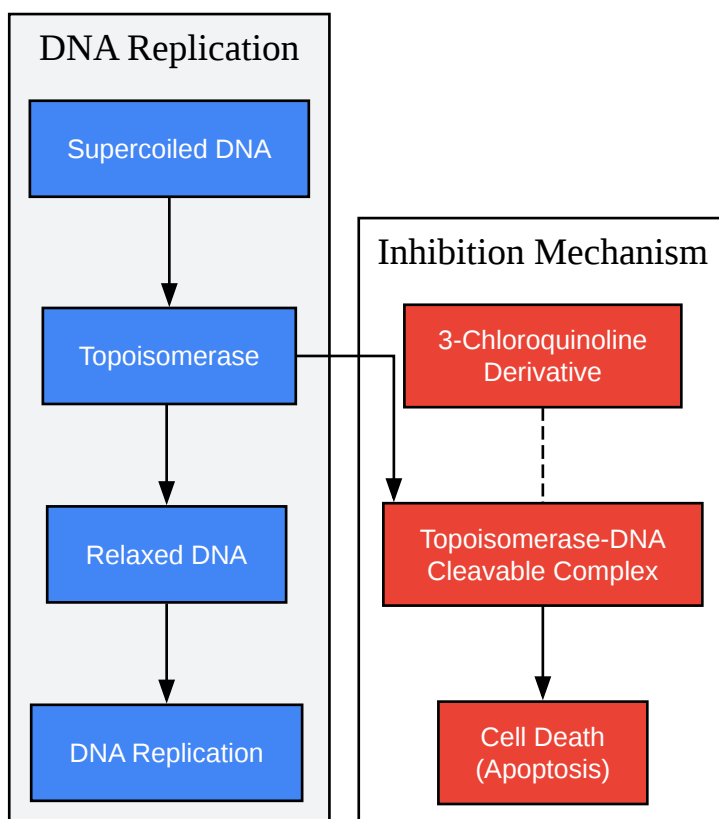 DNA Replication
Supercoiled DNA
Topoisomerase
Relaxed DNA
DNA Replication
Inhibition Mechanism
3-Chloroquinoline
Derivative
Topoisomerase-DNA
Cleavable Complex
Cell Death
(Apoptosis)